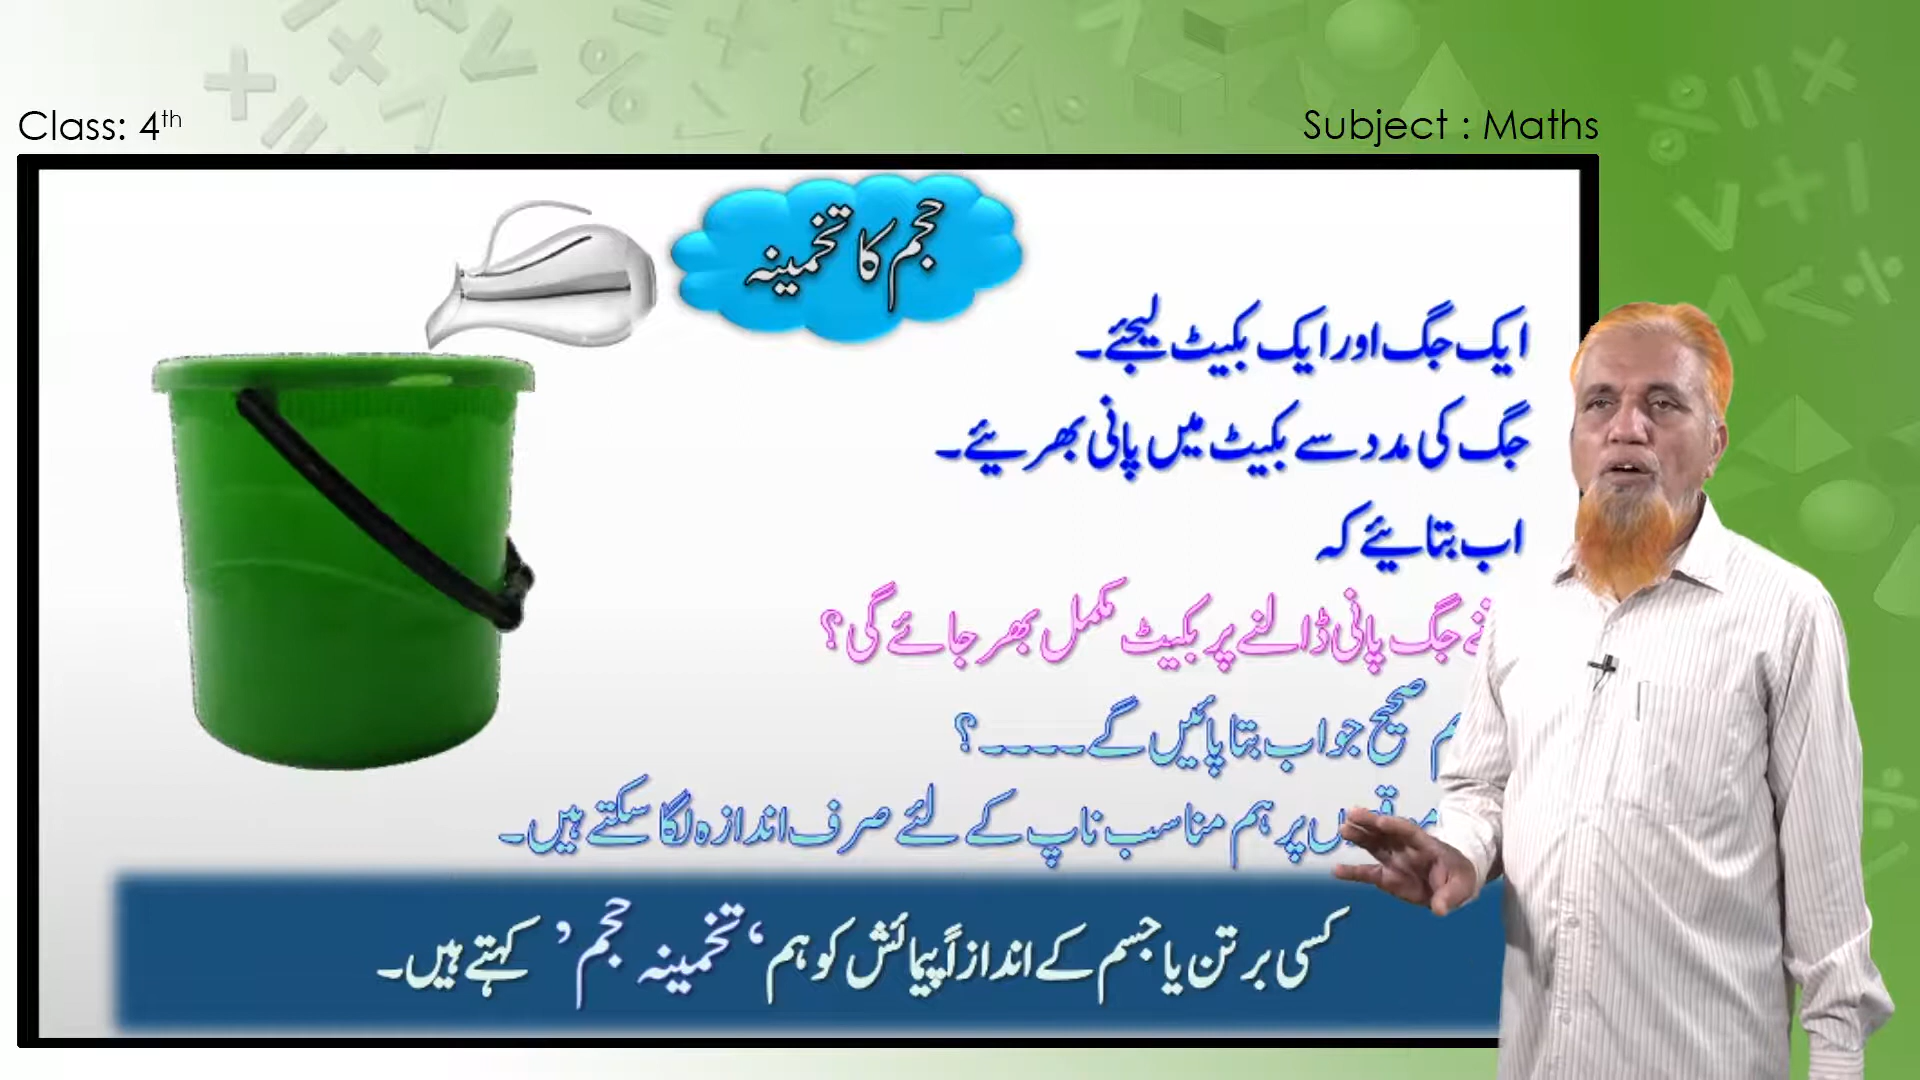 Class: 4th
Subject : Maths
حجم کا تخمینہ
ایک جگ اور ایک بکیٹ لیجئے۔
جگ کی مدد سے بکیٹ میں پانی بھریئے۔
اب بتایئے کہ
جگ پانی ڈالنے پر بکیٹ مکمل بھر جائے گی؟
صحیح جواب بتا پائیں گے۔۔۔۔؟
پر ہم مناسب ناپ کے لئے صرف اندازہ لگا سکتے ہیں۔
کسی برتن یا جسم کے اندازاً پیمائش کو ہم ‘تخمینہ حجم’ کہتے ہیں۔